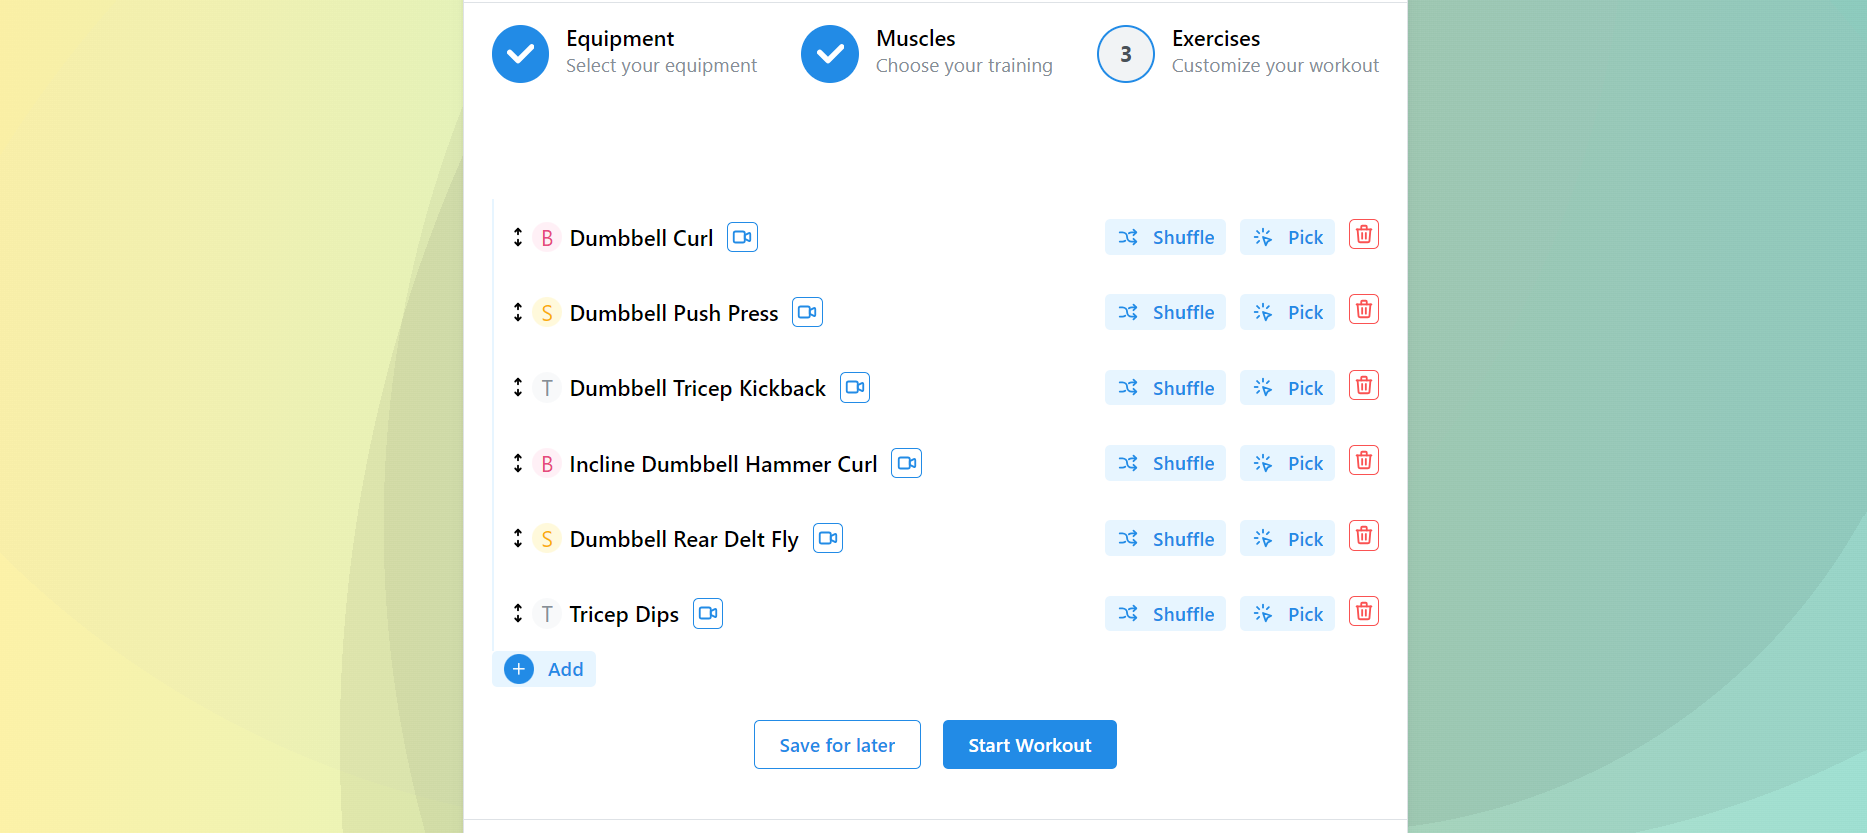 Equipment
Select your equipment
Muscles
Choose your training
3
Exercises
Customize your workout
B Dumbbell Curl Shuffle Pick
S Dumbbell Push Press Shuffle Pick
T Dumbbell Tricep Kickback Shuffle Pick
B Incline Dumbbell Hammer Curl Shuffle Pick
S Dumbbell Rear Delt Fly Shuffle Pick
T Tricep Dips Shuffle Pick
+ Add
Save for later Start Workout